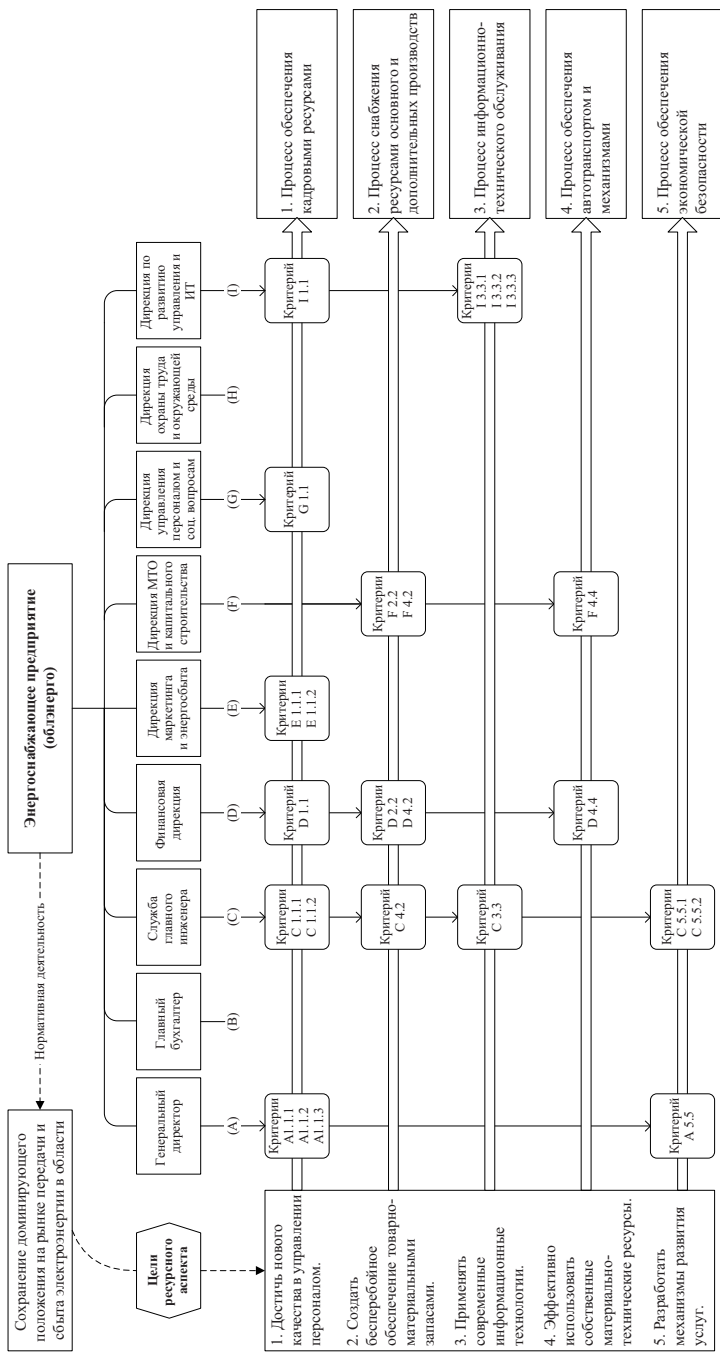 Сохранение доминирующего
положения на рынке передачи и
сбыта электроэнергии в области
Нормативная деятельность
Энергоснабжающее предприятие
(облэнерго)
Цели
ресурсного
аспекта
Генеральный
директор
Главный
бухгалтер
Служба
главного
инженера
Финансовая
дирекция
Дирекция
маркетинга
и энергосбыта
Дирекция МТО
и капитального
строительства
Дирекция
управления
персоналом и
соц. вопросам
Дирекция
охраны труда
и окружающей
среды
Дирекция по
развитию
управления и
ИТ
(A)
(B)
(C)
(D)
(E)
(F)
(G)
(H)
(I)
1. Достичь нового
качества в управлении
персоналом.
Критерии
A1.1.1
A1.1.2
A1.1.3
Критерии
C 1.1.1
C 1.1.2
Критерий
D 1.1
Критерии
E 1.1.1
E 1.1.2
Критерий
G 1.1
Критерий
I 1.1
1. Процесс обеспечения
кадровыми ресурсами
2. Создать
бесперебойное
обеспечение товарно-
материальными
запасами.
Критерий
C 4.2
Критерии
D 2.2
D 4.2
Критерии
F 2.2
F 4.2
2. Процесс снабжения
ресурсами основного и
дополнительных производств
3. Применять
современные
информационные
технологии.
Критерий
C 3.3
Критерии
I 3.3.1
I 3.3.2
I 3.3.3
3. Процесс информационно-
технического обслуживания
4. Эффективно
использовать
собственные
материально-
технические ресурсы.
Критерий
D 4.4
Критерий
F 4.4
4. Процесс обеспечения
автотранспортом и
механизмами
5. Разработать
механизмы развития
услуг.
Критерий
A 5.5
Критерии
C 5.5.1
C 5.5.2
5. Процесс обеспечения
экономической
безопасности